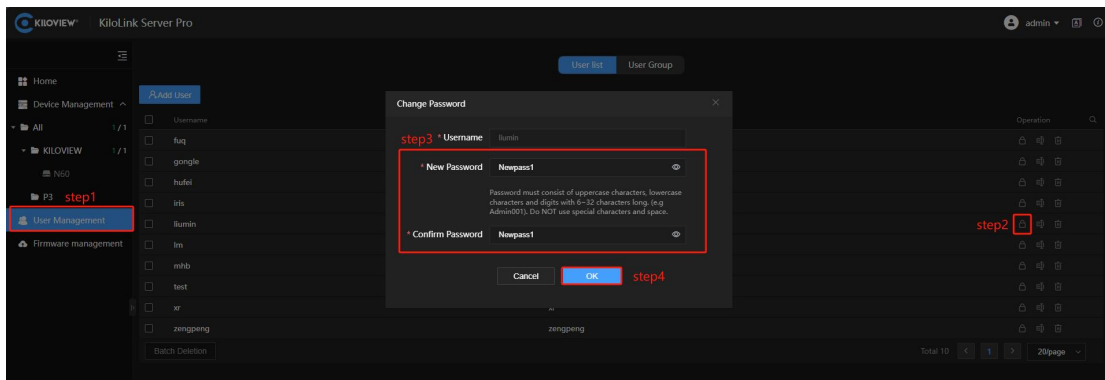 KILOVIEW KiloLink Server Pro admin
User list User Group
Home
Add User
Device Management
Change Password
Username Operation
All 1/1
step3 * Username liumin
fuq
KILOVIEW 1/1
gongle
* New Password Newpass1
N60
hufei
Password must consist of uppercase characters, lowercase
characters and digits with 6~32 characters long. (e.g
Admin001). Do NOT use special characters and space.
P3 step1
iris
User Management
liumin
step2
* Confirm Password Newpass1
Firmware management
lm
mhb
Cancel OK step4
test
xr
zengpeng zengpeng
Batch Deletion Total 10 < 1 > 20/page